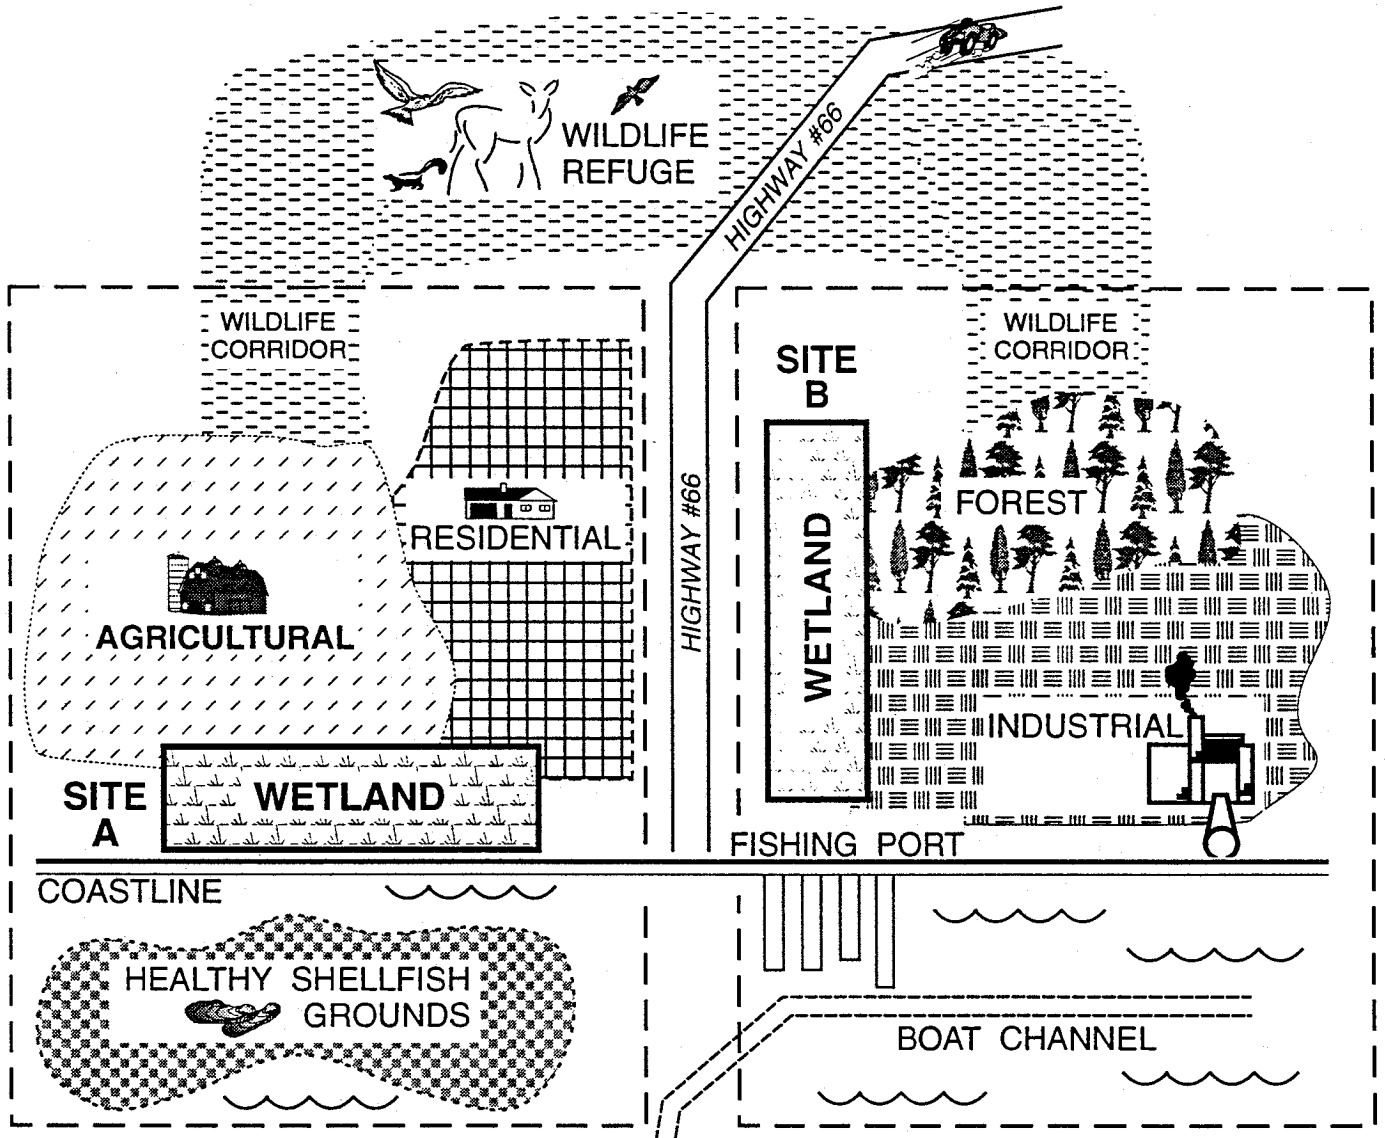 WILDLIFE
REFUGE
HIGHWAY #66
WILDLIFE
CORRIDOR
WILDLIFE
CORRIDOR
SITE
B
FOREST
RESIDENTIAL
HIGHWAY #66
WETLAND
AGRICULTURAL
INDUSTRIAL
SITE
A
WETLAND
FISHING PORT
COASTLINE
HEALTHY SHELLFISH
GROUNDS
BOAT CHANNEL